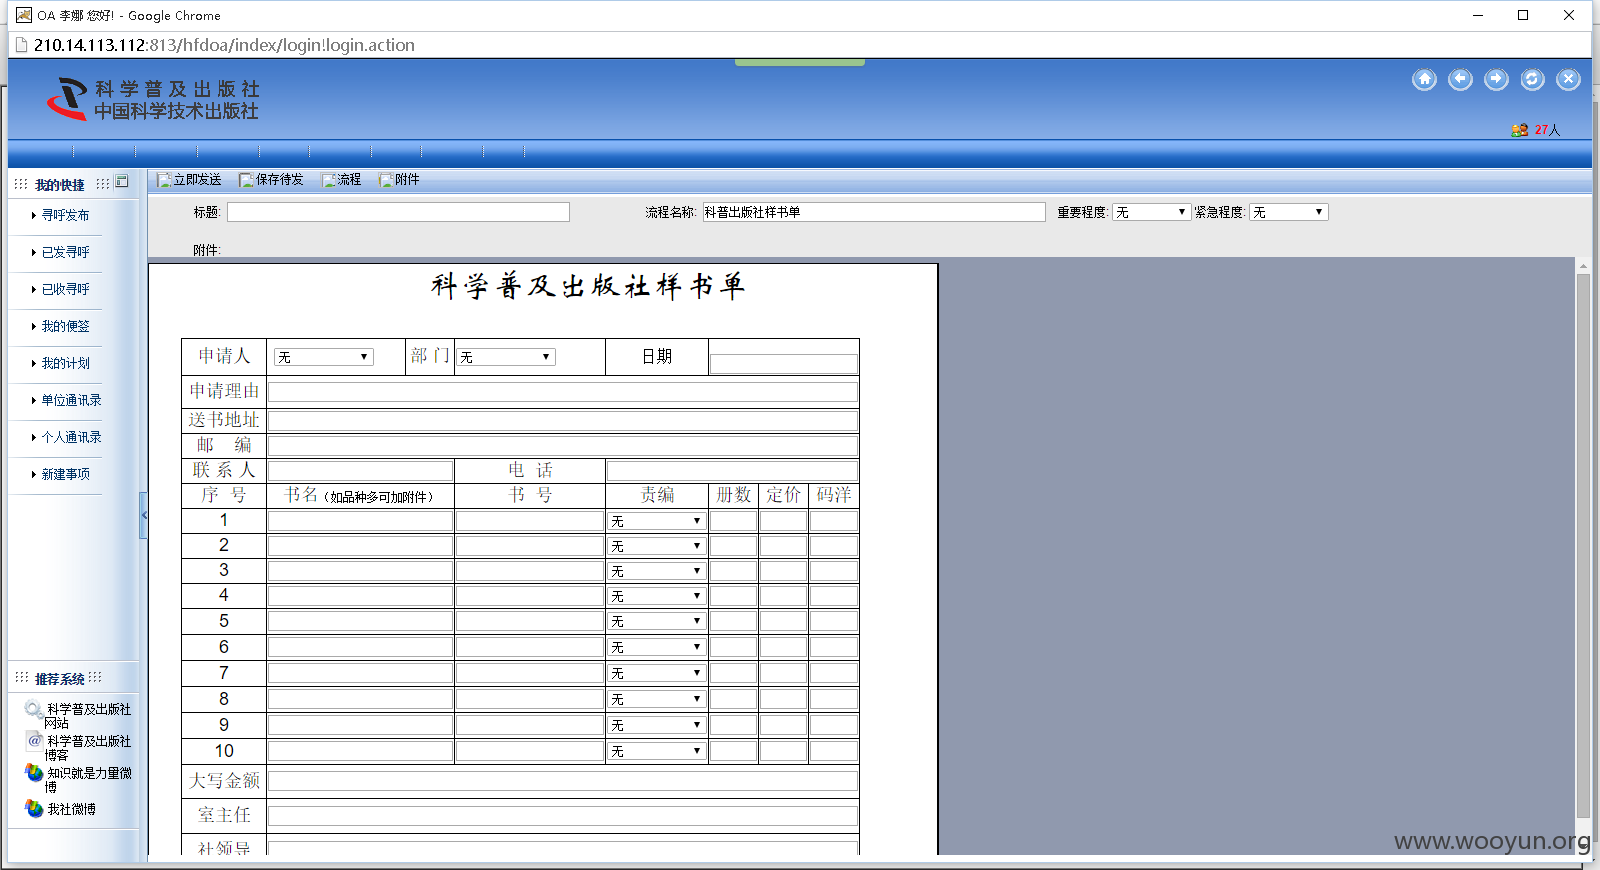 OA 李娜 您好! - Google Chrome
210.14.113.112:813/hfdoa/index/login!login.action
科学普及出版社
中国科学技术出版社
27人
我的快捷
寻呼发布
已发寻呼
已收寻呼
我的便签
我的计划
单位通讯录
个人通讯录
新建事项
推荐系统
科学普及出版社
网站
科学普及出版社
博客
知识就是力量微
博
我社微博
立即发送 保存待发 流程 附件
标题: 流程名称: 科普出版社样书单 重要程度: 无 紧急程度: 无
附件:
科学普及出版社样书单
申请人 无 部门 无 日期
申请理由
送书地址
邮 编
联系人 电 话
序 号 书名（如品种多可加附件） 书 号 责编 册数 定价 码洋
1 无
2 无
3 无
4 无
5 无
6 无
7 无
8 无
9 无
10 无
大写金额
室主任
社领导
www.wooyun.org